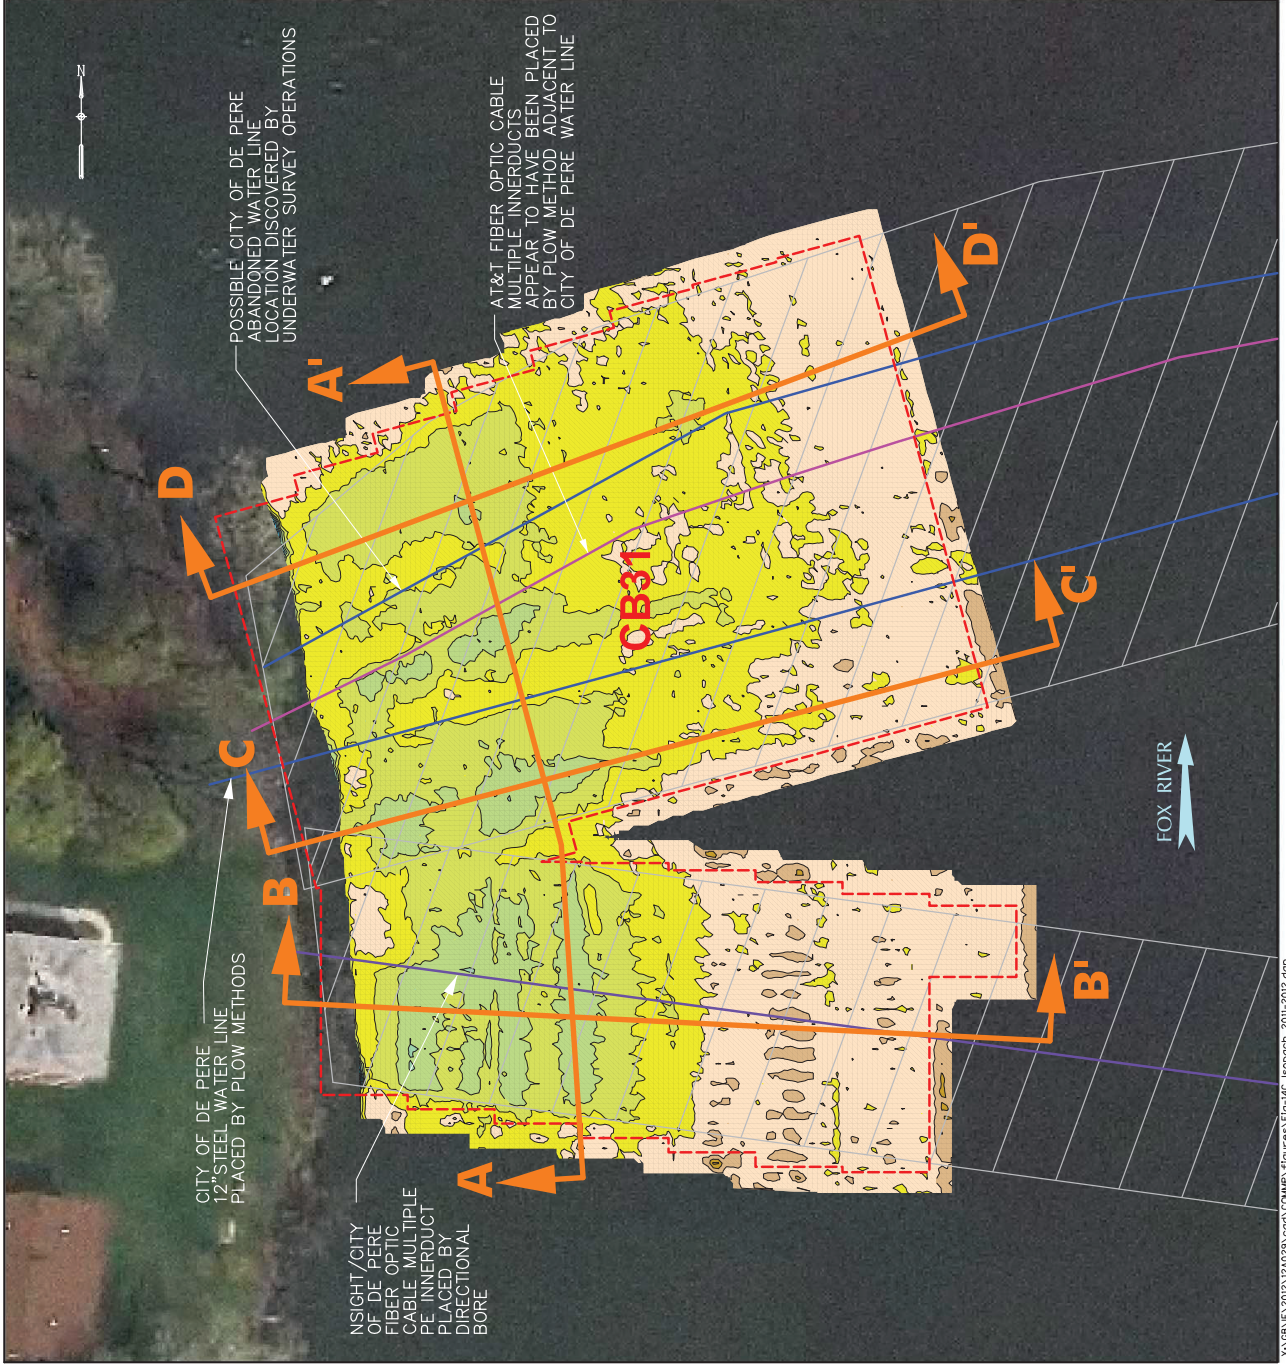 N
POSSIBLE CITY OF DE PERE
ABANDONED WATER LINE
LOCATION DISCOVERED BY
UNDERWATER SURVEY OPERATIONS
AT&T FIBER OPTIC CABLE
MULTIPLE INNERDUCTS
APPEAR TO HAVE BEEN PLACED
BY PLOW METHOD ADJACENT TO
CITY OF DE PERE WATER LINE
A'
D
D'
CB31
C
C'
B
B'
A
FOX RIVER
CITY OF DE PERE
12"STEEL WATER LINE
PLACED BY PLOW METHODS
NSIGHT/CITY
OF DE PERE
FIBER OPTIC
CABLE MULTIPLE
PE INNERDUCT
PLACED BY
DIRECTIONAL
BORE